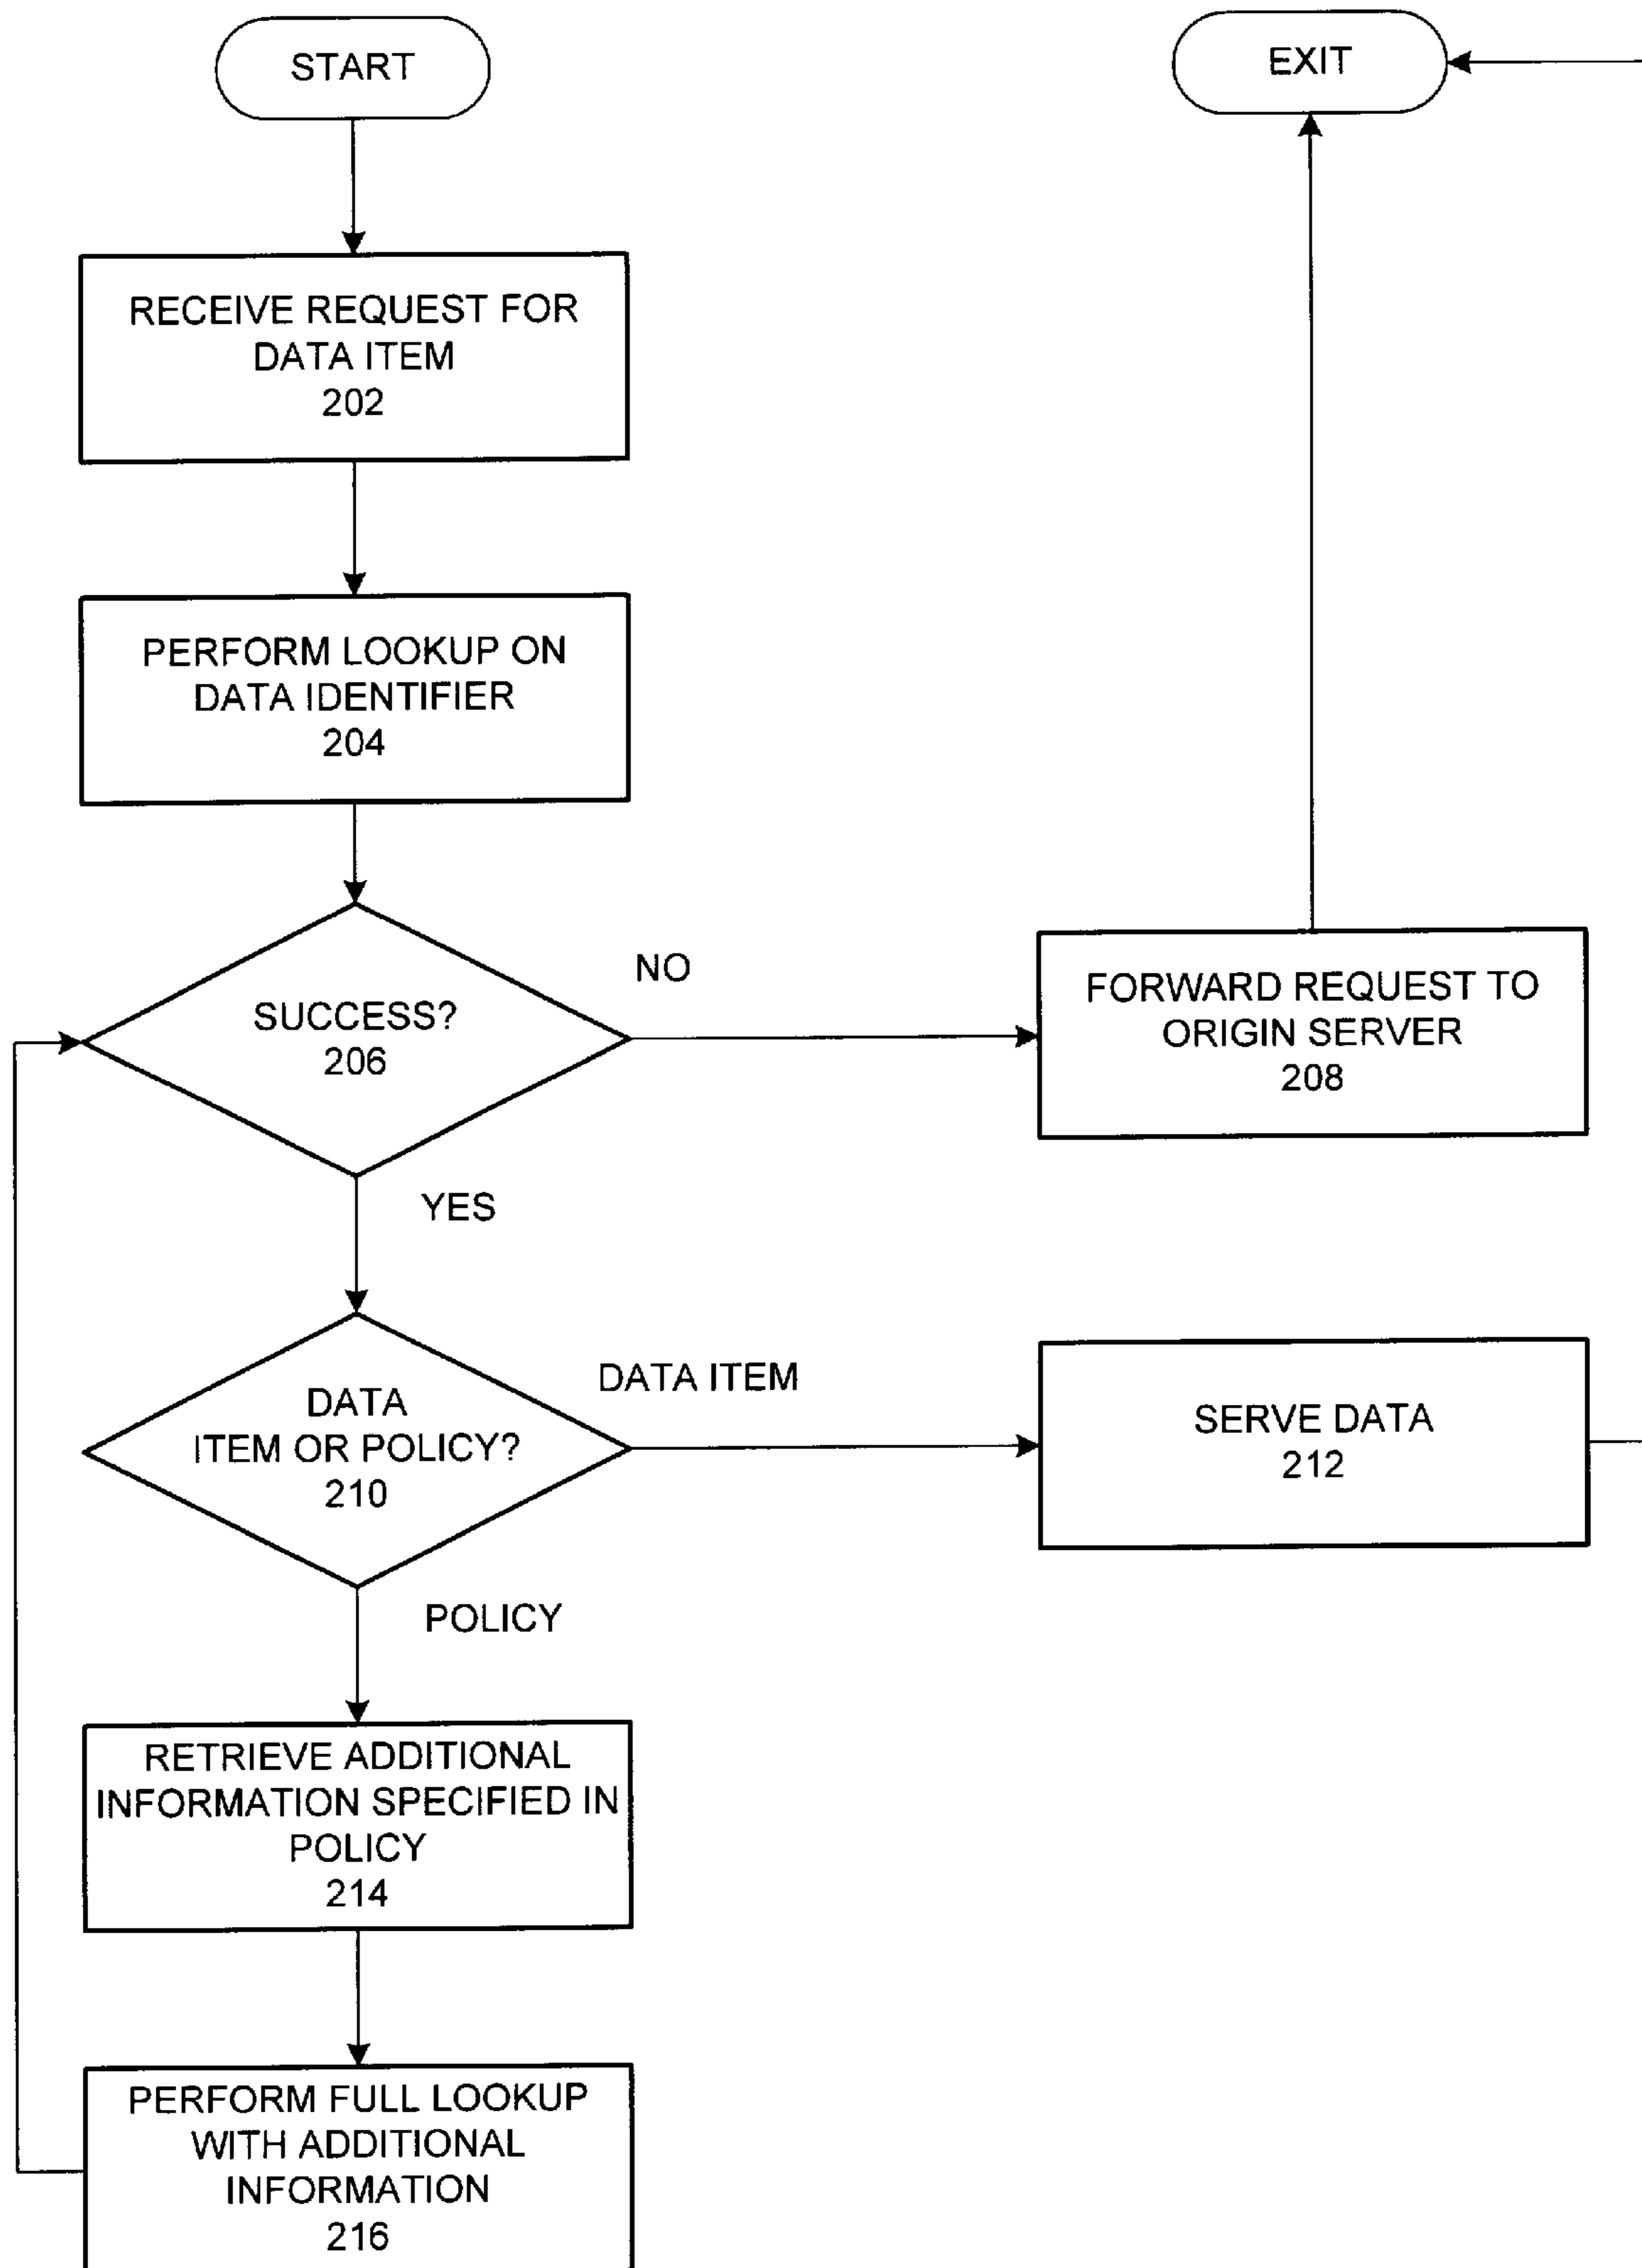 START
EXIT
RECEIVE REQUEST FOR
DATA ITEM
202
PERFORM LOOKUP ON
DATA IDENTIFIER
204
SUCCESS?
206
NO
FORWARD REQUEST TO
ORIGIN SERVER
208
YES
DATA
ITEM OR POLICY?
210
DATA ITEM
SERVE DATA
212
POLICY
RETRIEVE ADDITIONAL
INFORMATION SPECIFIED IN
POLICY
214
PERFORM FULL LOOKUP
WITH ADDITIONAL
INFORMATION
216